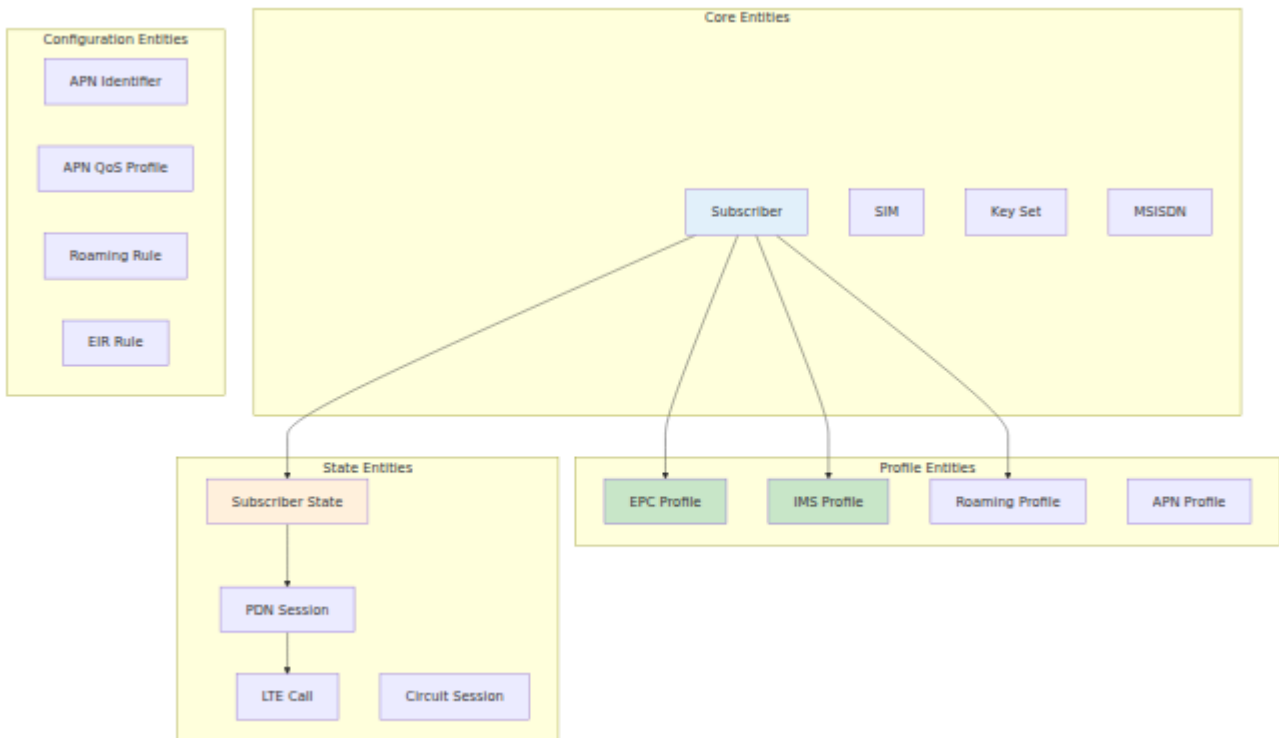 Core Entities
Configuration Entities
APN Identifier
APN QoS Profile
Roaming Rule
EIR Rule
Subscriber
SIM
Key Set
MSISDN
State Entities
Subscriber State
PDN Session
LTE Call
Circuit Session
Profile Entities
EPC Profile
IMS Profile
Roaming Profile
APN Profile